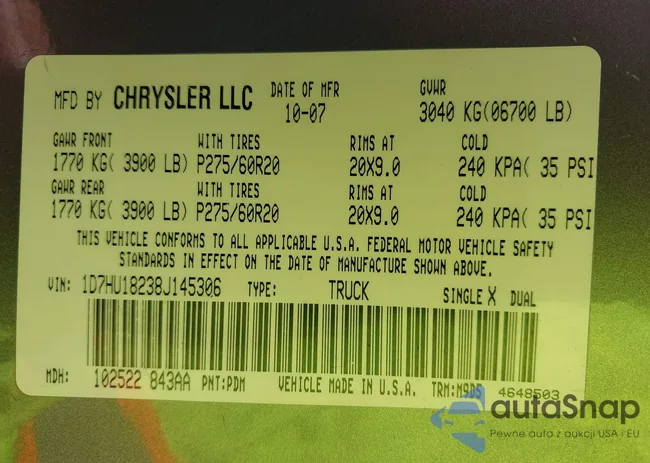 MFD BY CHRYSLER LLC DATE OF MFR 10-07 GVWR 3040 KG(06700 LB)
GAWR FRONT WITH TIRES RIMS AT COLD
1770 KG( 3900 LB) P275/60R20 20X9.0 240 KPA( 35 PSI
GAWR REAR WITH TIRES RIMS AT COLD
1770 KG( 3900 LB) P275/60R20 20X9.0 240 KPA( 35 PSI
THIS VEHICLE CONFORMS TO ALL APPLICABLE U.S.A. FEDERAL MOTOR VEHICLE SAFETY
STANDARDS IN EFFECT ON THE DATE OF MANUFACTURE SHOWN ABOVE.
VIN: 1D7HU18238J145306 TYPE: TRUCK SINGLE X DUAL
MDH: 102522 843AA PNT:PDM VEHICLE MADE IN U.S.A. TRM:M9DS 4648503
autaSnap
Pewne auta z aukcji USA i EU